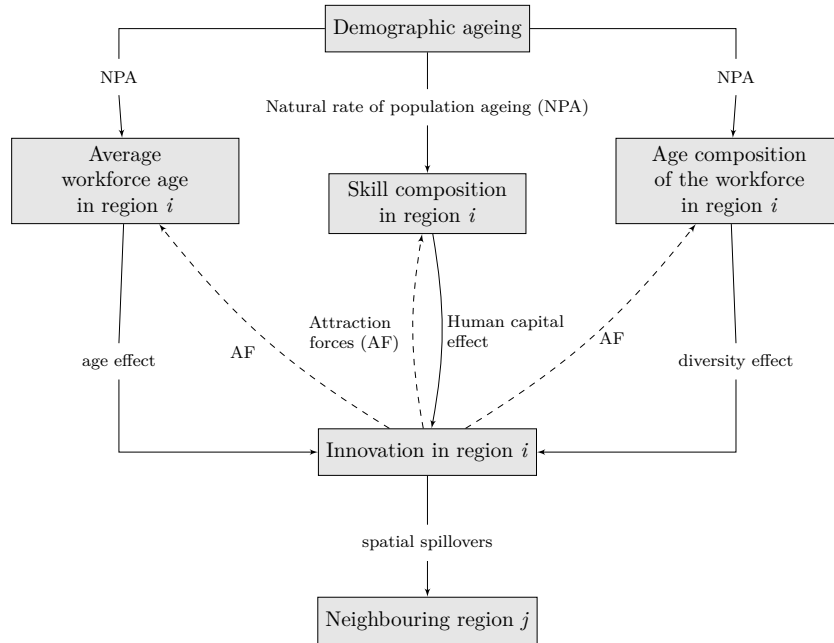 Demographic ageing
NPA
NPA
Natural rate of population ageing (NPA)
Average
workforce age
in region i
Skill composition
in region i
Age composition
of the workforce
in region i
Attraction
forces (AF)
Human capital
effect
AF
AF
age effect
diversity effect
Innovation in region i
spatial spillovers
Neighbouring region j